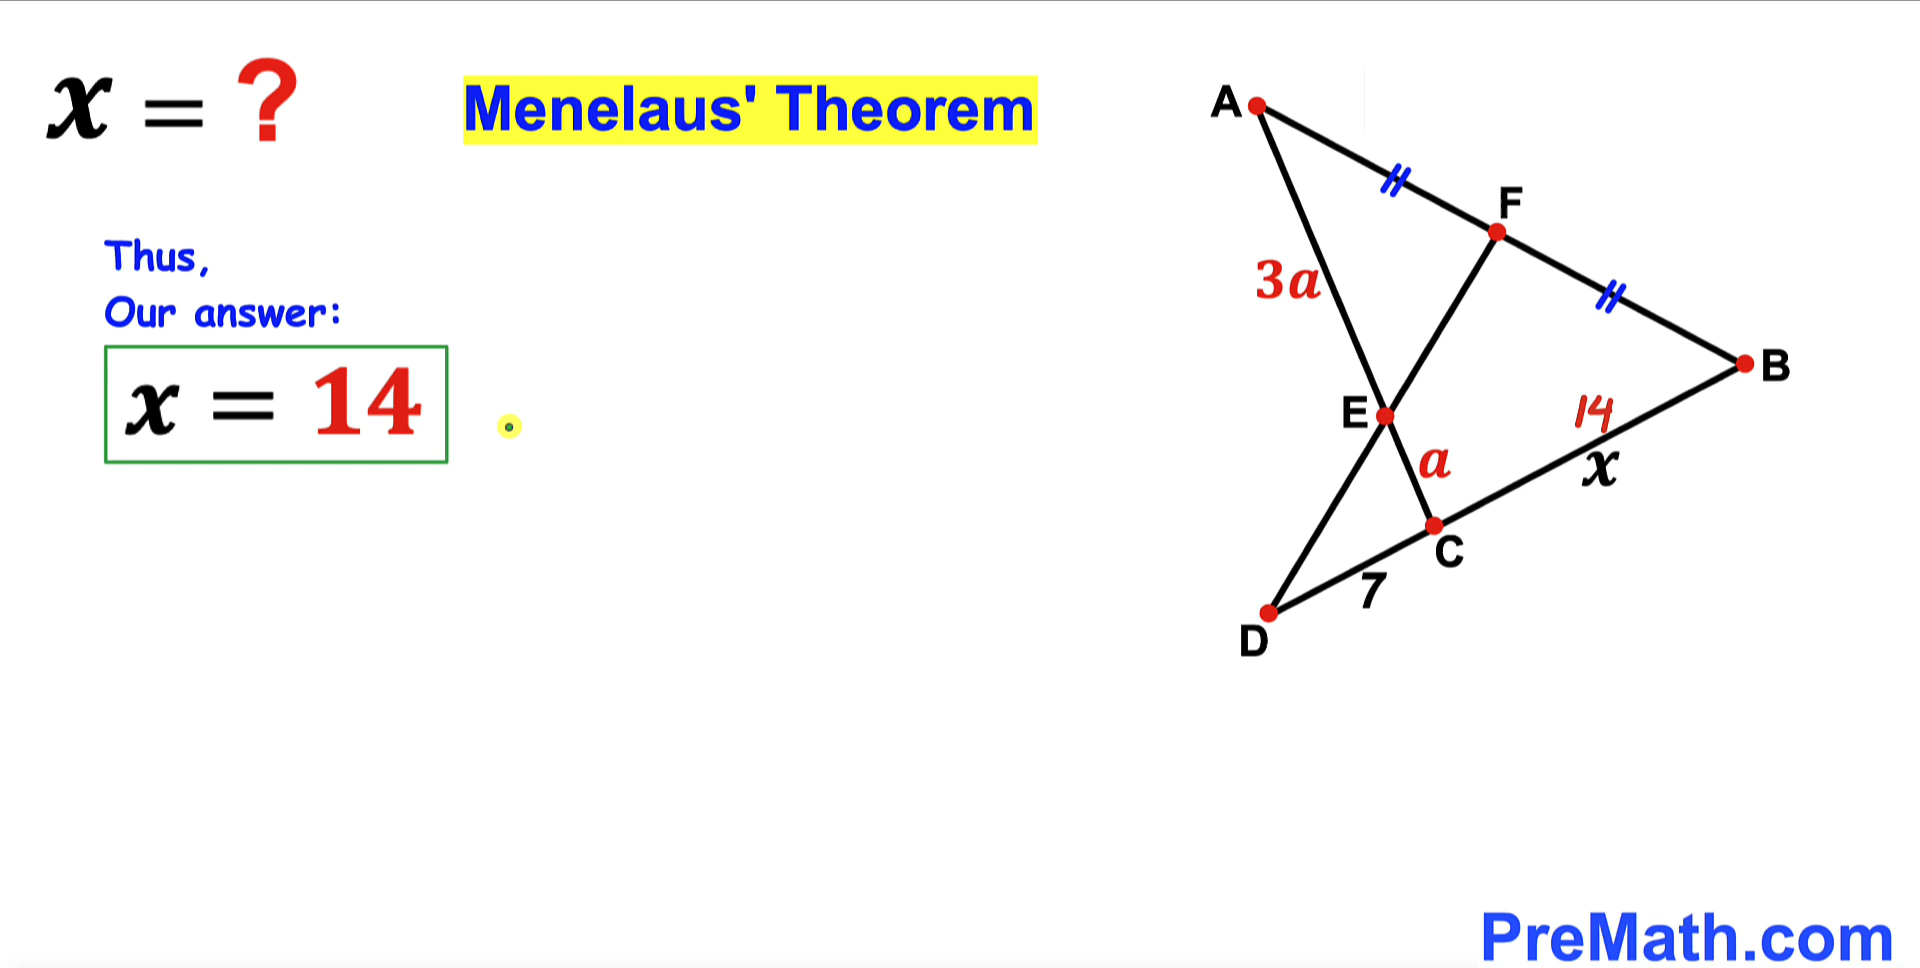 x = ?
Menelaus' Theorem
Thus,
Our answer:
x = 14
A
F
3a
B
E
14
a
x
C
7
D
PreMath.com